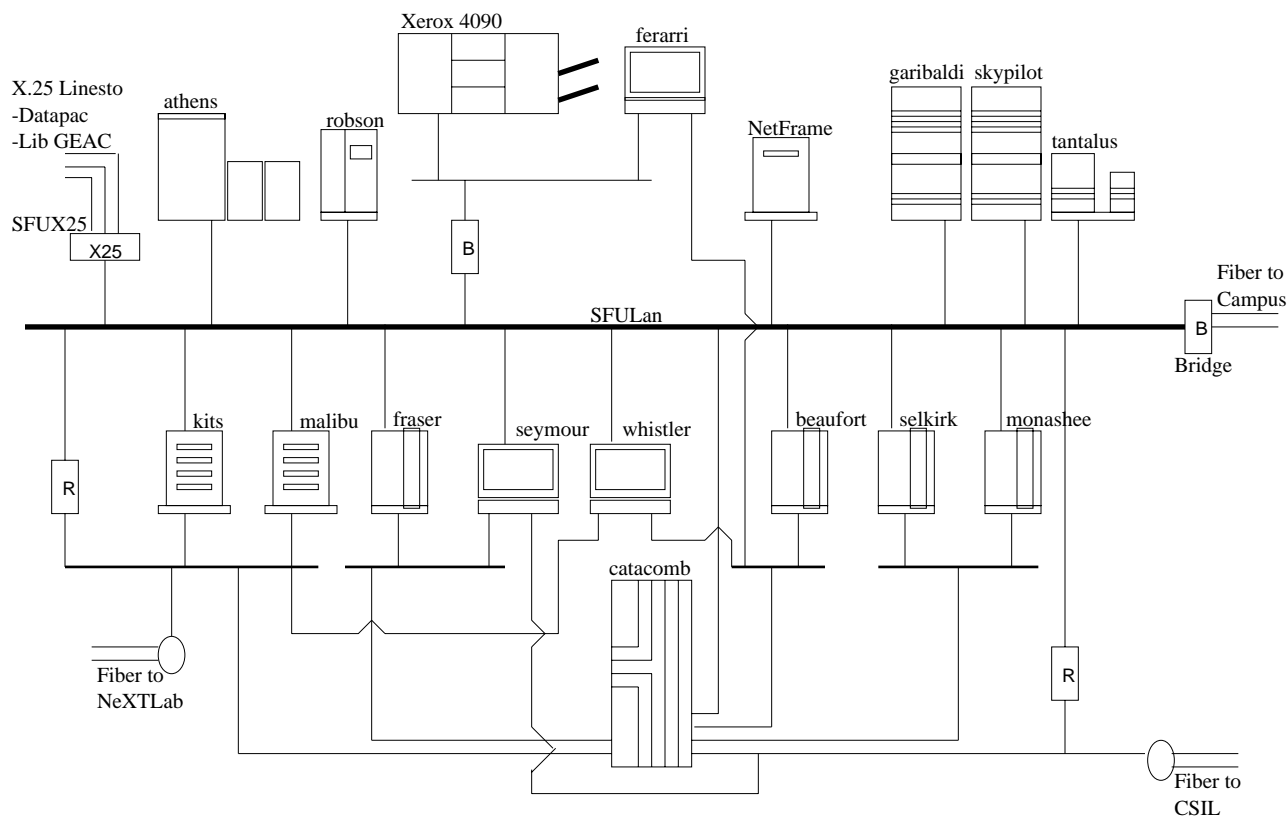 Xerox 4090
ferarri
X.25 Linesto
-Datapac
-Lib GEAC
athens
robson
NetFrame
garibaldi
skypilot
tantalus
SFUX25
X25
B
Fiber to
Campus
SFULan
B
Bridge
kits
malibu
fraser
seymour
whistler
beaufort
selkirk
monashee
R
catacomb
Fiber to
NeXTLab
R
Fiber to
CSIL